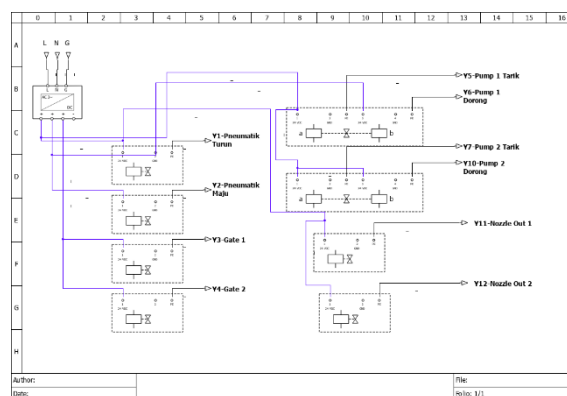 0 1 2 3 4 5 6 7 8 9 10 11 12 13 14 15 16
A
B
C
D
E
F
G
H
L N G
Y1-Pneumatik
Turun
Y2-Pneumatik
Maju
Y3-Gate 1
Y4-Gate 2
Y5-Pump 1 Tarik
Y6-Pump 1
Dorong
a b
Y7-Pump 2 Tarik
Y10-Pump 2
Dorong
a b
Y11-Nozzle Out 1
Y12-Nozzle Out 2
Author:
Date:
File:
Folio: 1/1